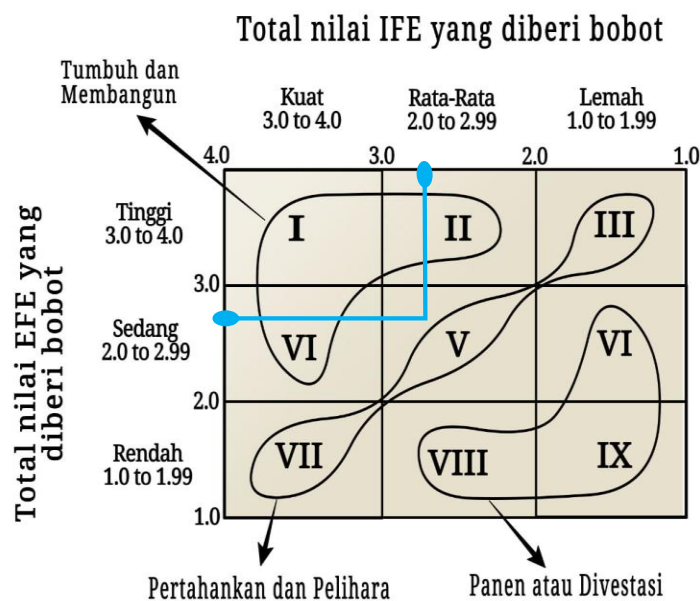 Total nilai IFE yang diberi bobot
Tumbuh dan
Membangun
Kuat
3.0 to 4.0
Rata-Rata
2.0 to 2.99
Lemah
1.0 to 1.99
4.0
3.0
2.0
1.0
Total nilai EFE yang
diberi bobot
Tinggi
3.0 to 4.0
I
II
III
3.0
Sedang
2.0 to 2.99
VI
V
VI
2.0
Rendah
1.0 to 1.99
VII
VIII
IX
1.0
Pertahankan dan Pelihara
Panen atau Divestasi